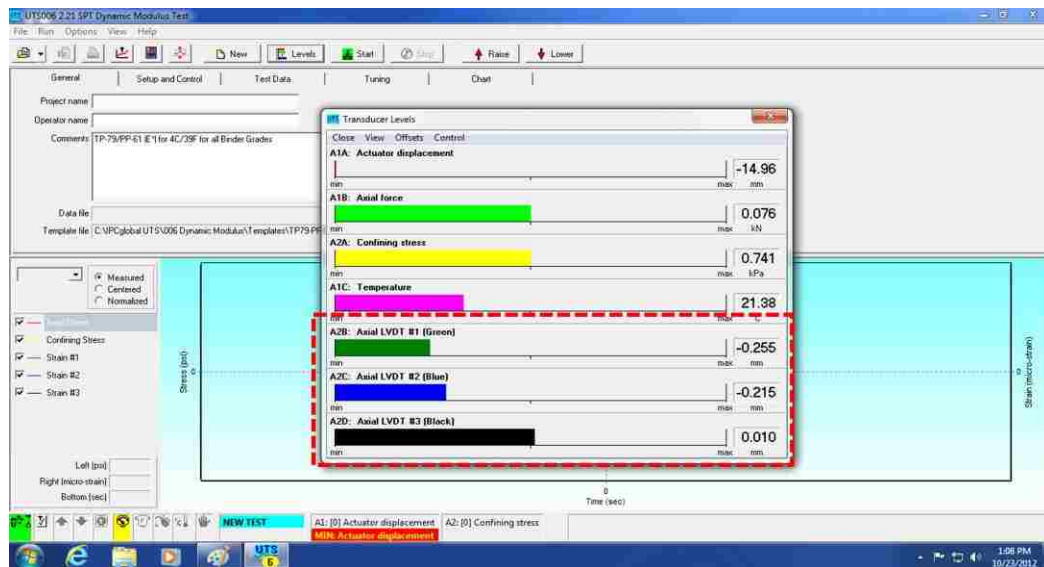 UTS006 2.21 SPT Dynamic Modulus Test
File Run Options View Help
New Levels Start Stop Raise Lower
General Setup and Control Test Data Tuning Chart
Project name
Operator name
Comments TP-79/PP-61 IE*I for 4C/39F for all Binder Grades
Data file
Template file C:\IPCglobal UTS\006 Dynamic Modulus\Templates\TP79-PP
Transducer Levels
Close View Offsets Control
A1A: Actuator displacement
-14.96
min max mm
A1B: Axial force
0.076
min max kN
A2A: Confining stress
0.741
min max kPa
A1C: Temperature
21.38
min max C
A2B: Axial LVDT #1 (Green)
-0.255
min max mm
A2C: Axial LVDT #2 (Blue)
-0.215
min max mm
A2D: Axial LVDT #3 (Black)
0.010
min max mm
Measured
Centered
Normalized
Confining Stress
Strain #1
Strain #2
Strain #3
Left (psi)
Right (micro-strain)
Bottom (sec)
Stress (psi)
0
0
Strain (micro-strain)
0
Time (sec)
NEW TEST
A1: [0] Actuator displacement A2: [0] Confining stress
MIN: Actuator displacement
UTS
6
1:08 PM
10/23/2012